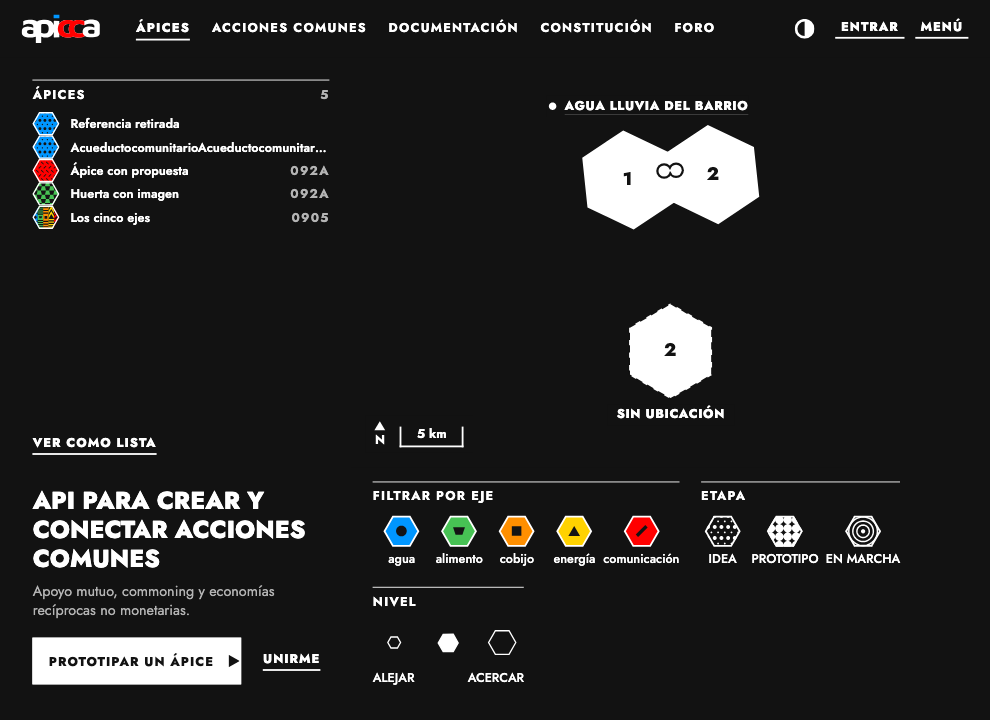 apicca
ÁPICES ACCIONES COMUNES DOCUMENTACIÓN CONSTITUCIÓN FORO
ENTRAR MENÚ
ÁPICES 5
Referencia retirada
AcueductocomunitarioAcueductocomunitar...
Ápice con propuesta 092A
Huerta con imagen 092A
Los cinco ejes 0905
AGUA LLUVIA DEL BARRIO
1 2
2
SIN UBICACIÓN
N 5 km
VER COMO LISTA
API PARA CREAR Y
CONECTAR ACCIONES
COMUNES
Apoyo mutuo, commoning y economías
recíprocas no monetarias.
PROTOTIPAR UN ÁPICE UNIRME
FILTRAR POR EJE
agua alimento cobijo energía comunicación
ETAPA
IDEA PROTOTIPO EN MARCHA
NIVEL
ALEJAR ACERCAR